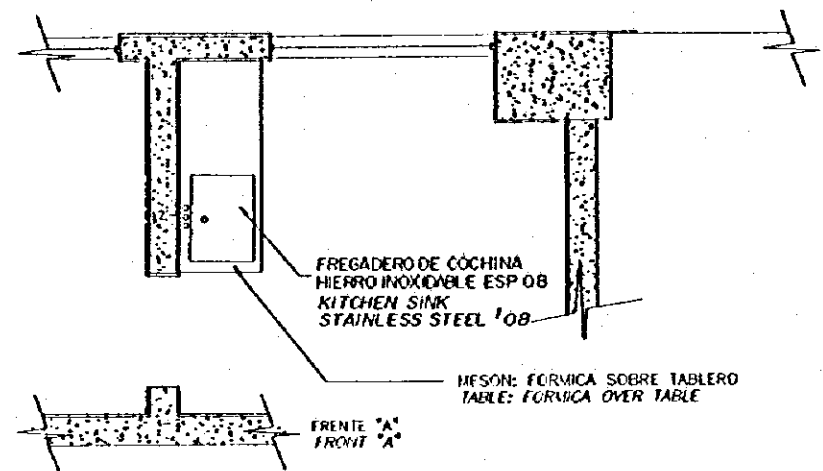 FREGADERO DE COCHINA
HIERRO INOXIDABLE ESP 08
KITCHEN SINK
STAINLESS STEEL '08
MESON: FORMICA SOBRE TABLERO
TABLE: FORMICA OVER TABLE
FRENTE "A"
FRONT "A"